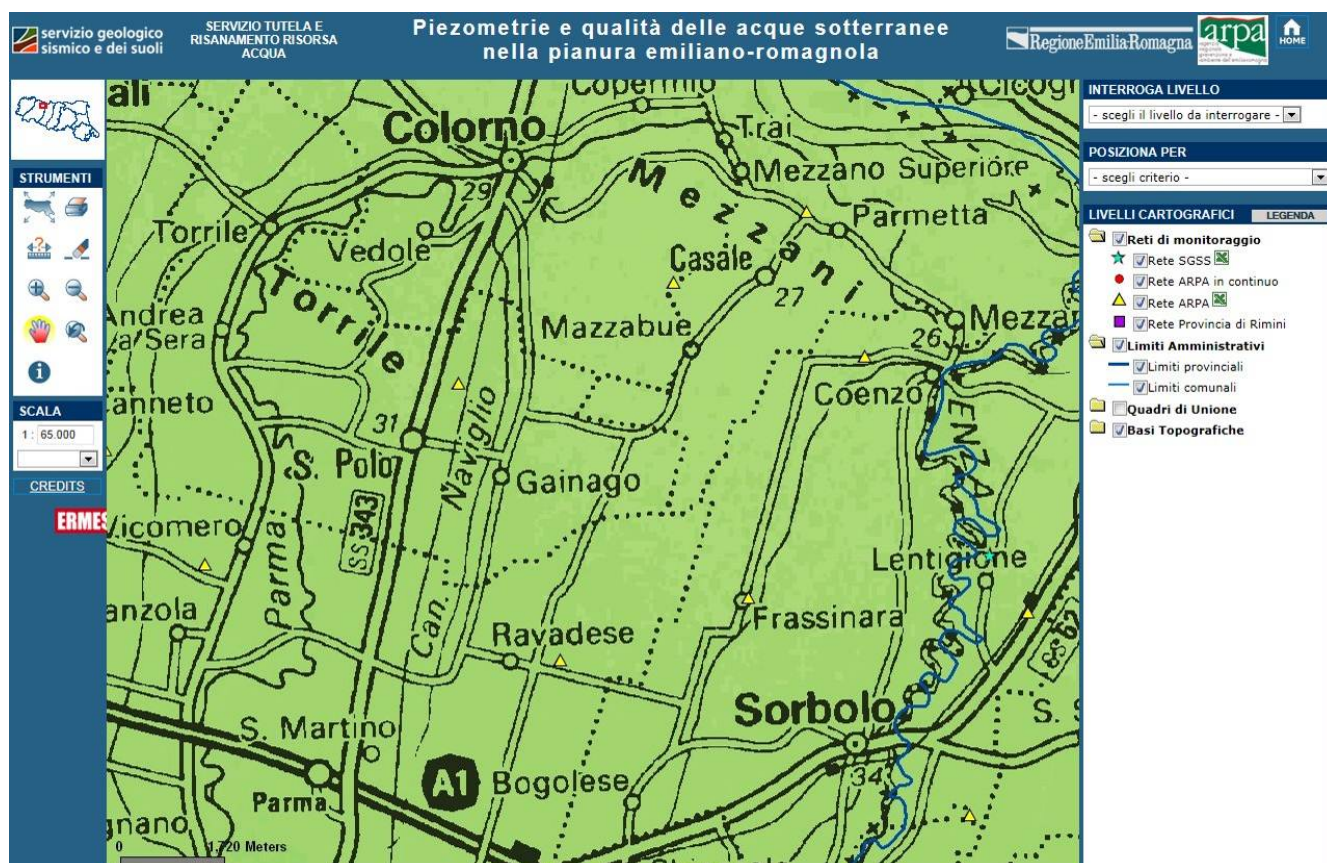 servizio geologico
sismico e dei suoli
SERVIZIO TUTELA E
RISANAMENTO RISORSA
ACQUA
Piezometrie e qualità delle acque sotterranee
nella pianura emiliano-romagnola
RegioneEmilia-Romagna
arpa
HOME
STRUMENTI
SCALA
1 : 65.000
CREDITS
ERMES
ali
Copermio
Cicogn
Colorno
Trai
Mezzano Superiore
29
Mezzani
Torrile
Vedole
Parmetta
Casale
27
Torrile
Andrea
a/Sera
Mazzabue
26
Mezzan
Coenzo
canneto
31
S. Polo
Naviglio
Can.
ENZA
Gainago
SS 343
Vicomero
Parma
Lentigione
Frassinara
anzola
Ravadese
SS 62
Sorbolo
S. S
S. Martino
34
A1
Bogolese
Parma
gnano
0 1,720 Meters
INTERROGA LIVELLO
- scegli il livello da interrogare -
POSIZIONA PER
- scegli criterio -
LIVELLI CARTOGRAFICI LEGENDA
Reti di monitoraggio
Rete SGSS
Rete ARPA in continuo
Rete ARPA
Rete Provincia di Rimini
Limiti Amministrativi
Limiti provinciali
Limiti comunali
Quadri di Unione
Basi Topografiche